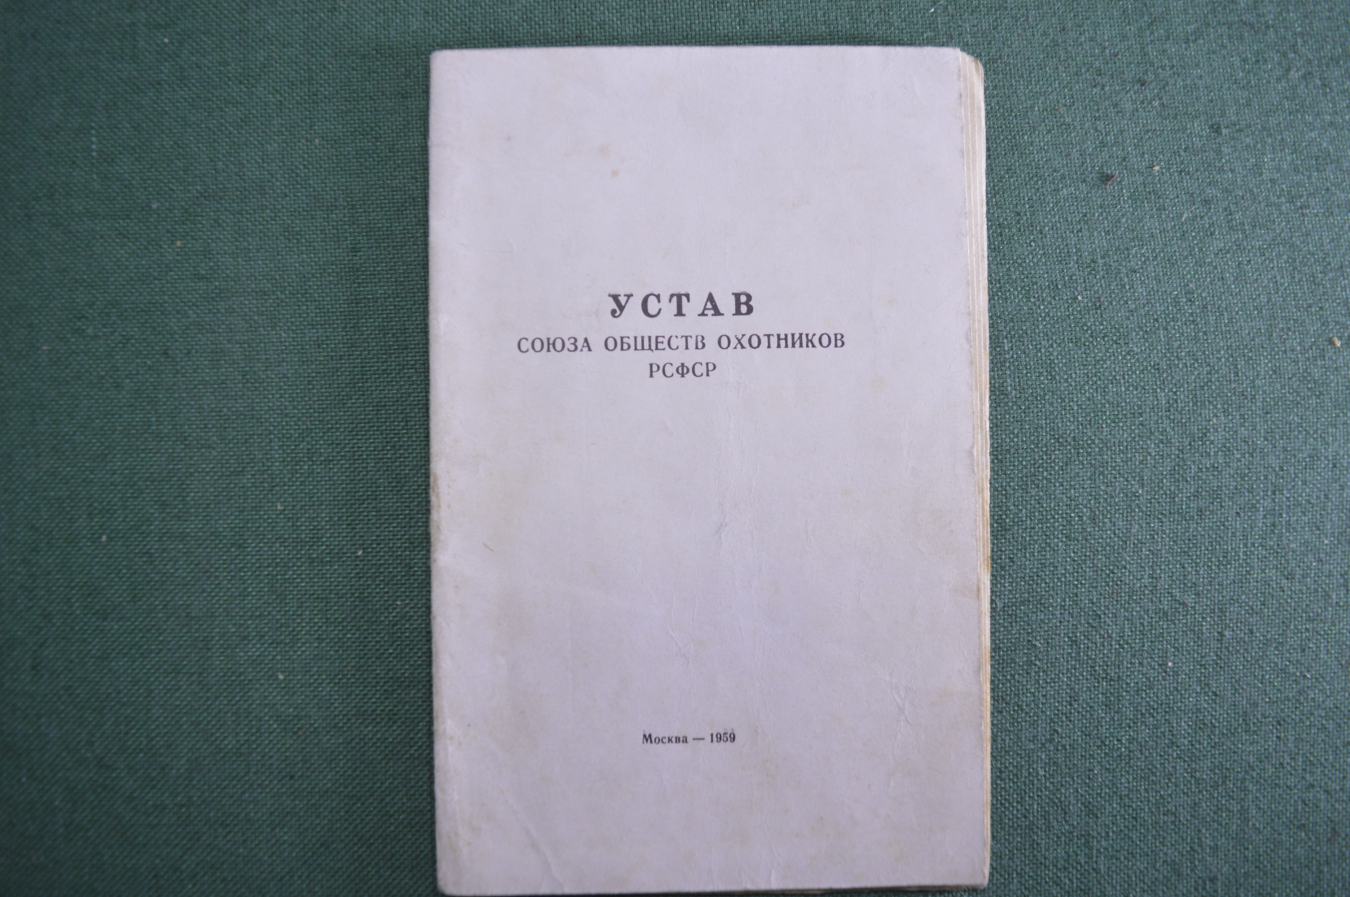 УСТАВ
СОЮЗА ОБЩЕСТВ ОХОТНИКОВ
РСФСР
Москва — 1959